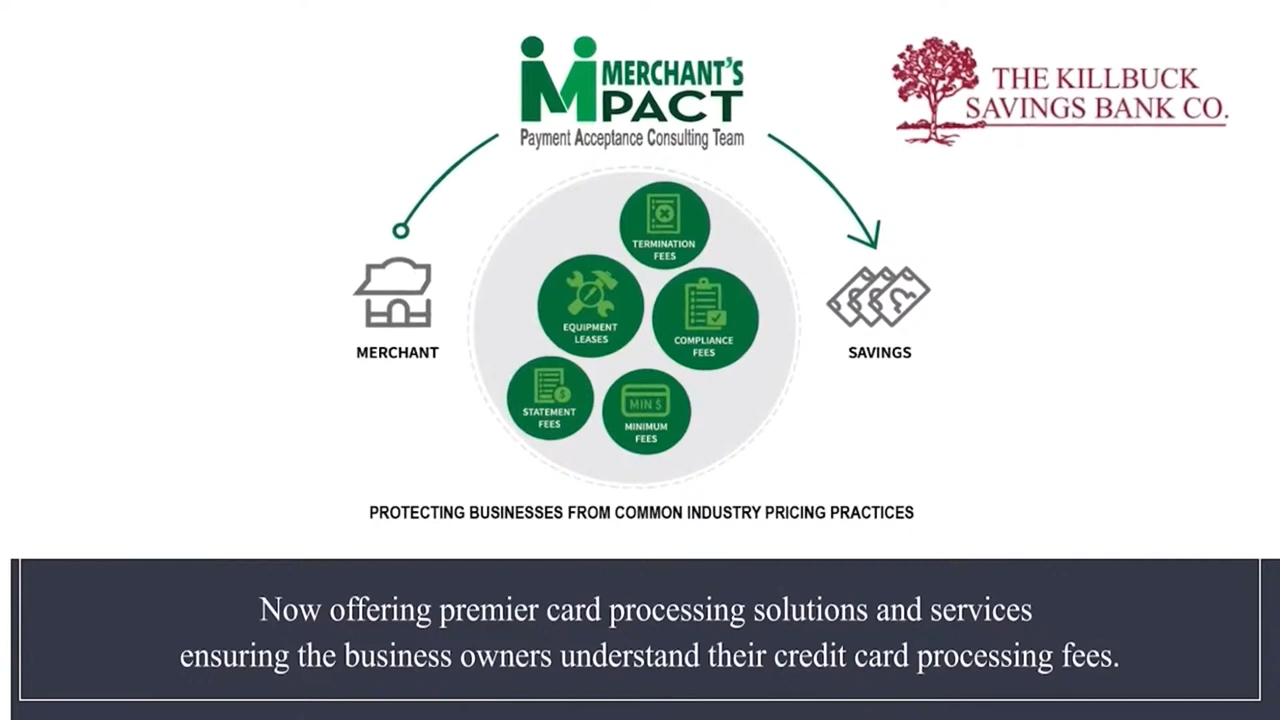 MERCHANT'S
PACT
Payment Acceptance Consulting Team
THE KILLBUCK
SAVINGS BANK CO.
TERMINATION
FEES
EQUIPMENT
LEASES
COMPLIANCE
FEES
MERCHANT
SAVINGS
STATEMENT
FEES
MIN $
MINIMUM
FEES
PROTECTING BUSINESSES FROM COMMON INDUSTRY PRICING PRACTICES
Now offering premier card processing solutions and services
ensuring the business owners understand their credit card processing fees.